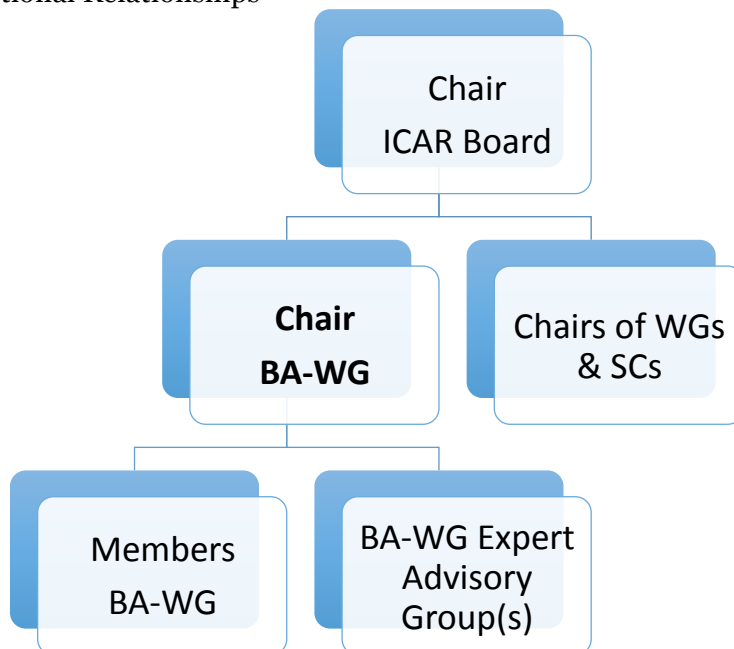 Relationships
Chair
ICAR Board
Chair
BA-WG
Chairs of WGs
& SCs
Members
BA-WG
BA-WG Expert
Advisory
Group(s)